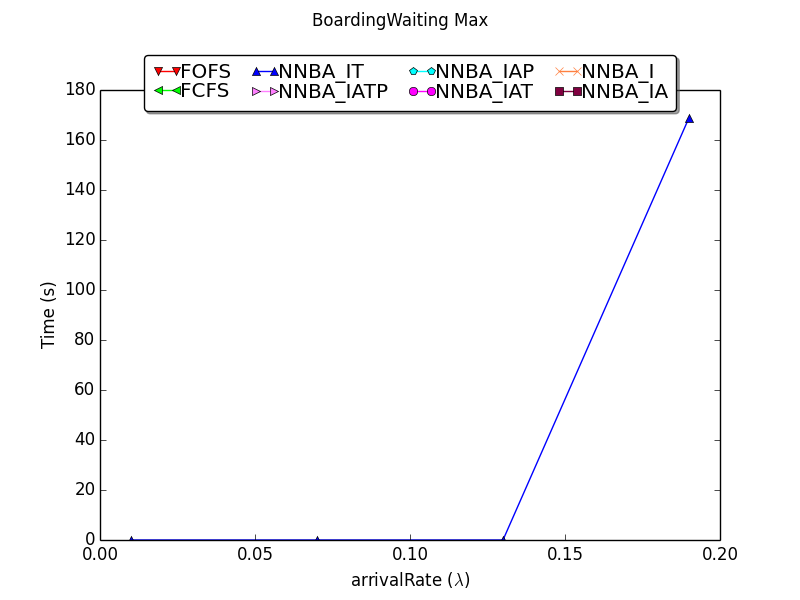 BoardingWaiting Max
FOFS NNBA_IT NNBA_IAP NNBA_I
FCFS NNBA_IATP NNBA_IAT NNBA_IA
180
160
140
120
100
80
60
40
20
0
Time (s)
0.00 0.05 0.10 0.15 0.20
arrivalRate (λ)